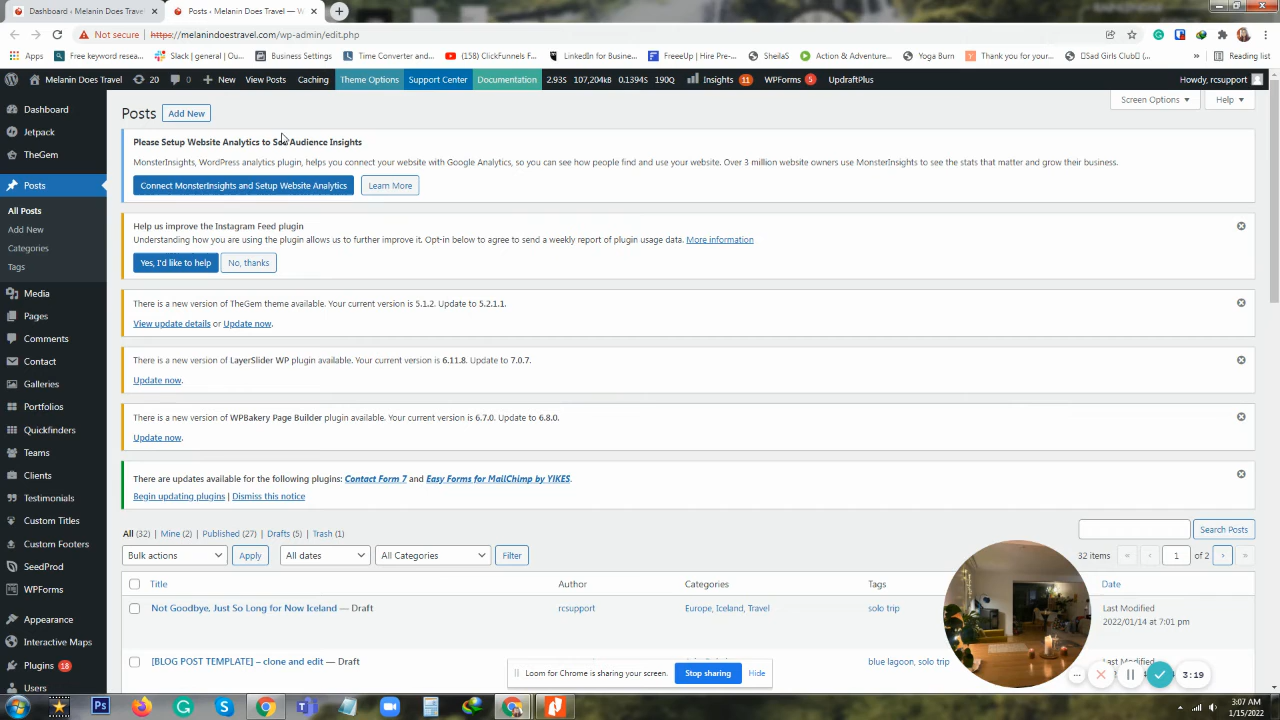 Dashboard ‹ Melanin Does Travel
Posts ‹ Melanin Does Travel — W
Not secure
https://melanindoestravel.com/wp-admin/edit.php
Apps
Free keyword resear...
Slack | general | Sp...
Business Settings
Time Converter and...
(158) ClickFunnels F...
LinkedIn for Busine...
FreeeUp / Hire Pre-...
SheilaS
Action & Adventure...
Yoga Burn
Thank you for your...
DSad Girls Club (...
»
Reading list
Melanin Does Travel
20
0
New
View Posts
Caching
Theme Options
Support Center
Documentation
2.93S
107,204kB
0.1394S
190Q
Insights 11
WPForms 5
UpdraftPlus
Howdy, rcsupport
Dashboard
Jetpack
TheGem
Posts
All Posts
Add New
Categories
Tags
Media
Pages
Comments
Contact
Galleries
Portfolios
Quickfinders
Teams
Clients
Testimonials
Custom Titles
Custom Footers
SeedProd
WPForms
Appearance
Interactive Maps
Plugins 18
Users
Posts
Add New
Screen Options
Help
Please Setup Website Analytics to See Audience Insights
MonsterInsights, WordPress analytics plugin, helps you connect your website with Google Analytics, so you can see how people find and use your website. Over 3 million website owners use MonsterInsights to see the stats that matter and grow their business.
Connect MonsterInsights and Setup Website Analytics
Learn More
Help us improve the Instagram Feed plugin
Understanding how you are using the plugin allows us to further improve it. Opt-in below to agree to send a weekly report of plugin usage data. More information
Yes, I'd like to help
No, thanks
There is a new version of TheGem theme available. Your current version is 5.1.2. Update to 5.2.1.1.
View update details or Update now.
There is a new version of LayerSlider WP plugin available. Your current version is 6.11.8. Update to 7.0.7.
Update now.
There is a new version of WPBakery Page Builder plugin available. Your current version is 6.7.0. Update to 6.8.0.
Update now.
There are updates available for the following plugins: Contact Form 7 and Easy Forms for MailChimp by YIKES.
Begin updating plugins | Dismiss this notice
All (32) | Mine (2) | Published (27) | Drafts (5) | Trash (1)
Search Posts
Bulk actions
Apply
All dates
All Categories
Filter
32 items
«
‹
1
of 2
›
»
Title
Author
Categories
Tags
Date
Not Goodbye, Just So Long for Now Iceland — Draft
rcsupport
Europe, Iceland, Travel
solo trip
Last Modified
2022/01/14 at 7:01 pm
[BLOG POST TEMPLATE] – clone and edit — Draft
blue lagoon, solo trip
Last Modified
Loom for Chrome is sharing your screen.
Stop sharing
Hide
3:19
3:07 AM
1/15/2022